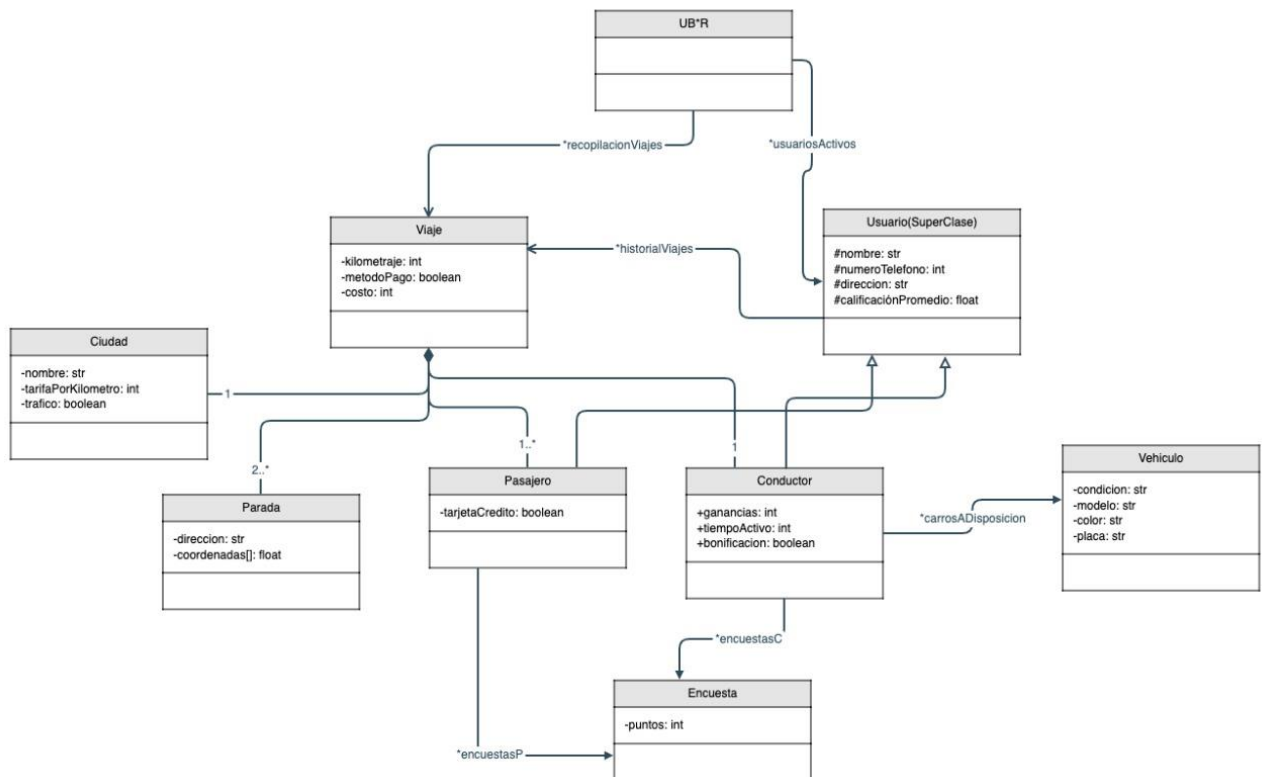 UB*R
*recopilacionViajes
*usuariosActivos
Viaje
-kilometraje: int
-metodoPago: boolean
-costo: int
*historialViajes
Usuario(SuperClase)
#nombre: str
#numeroTelefono: int
#direccion: str
#calificaciónPromedio: float
Ciudad
-nombre: str
-tarifaPorKilometro: int
-trafico: boolean
1
2..*
1..*
1
Parada
-direccion: str
-coordenadas[]: float
Pasajero
-tarjetaCredito: boolean
Conductor
+ganancias: int
+tiempoActivo: int
+bonificacion: boolean
*carrosADisposicion
Vehiculo
-condicion: str
-modelo: str
-color: str
-placa: str
*encuestasC
Encuesta
-puntos: int
*encuestasP